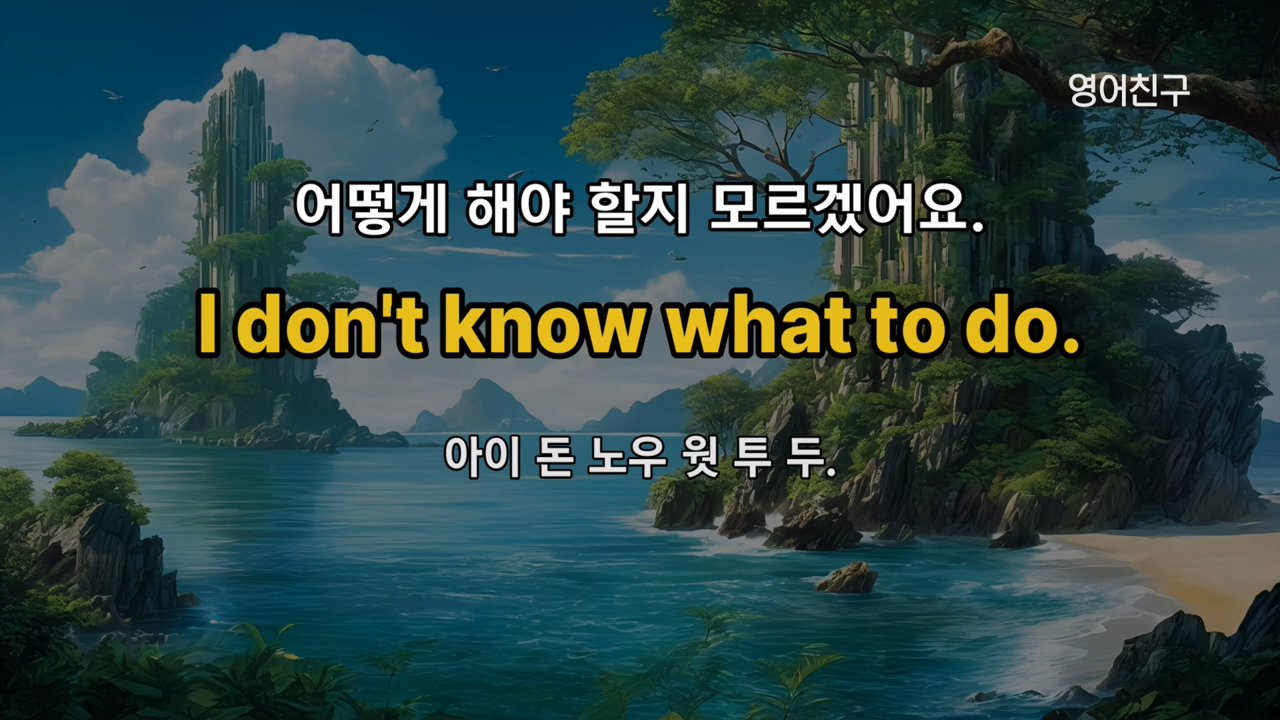 영어친구
어떻게 해야 할지 모르겠어요.
I don't know what to do.
아이 돈 노우 웟 투 두.